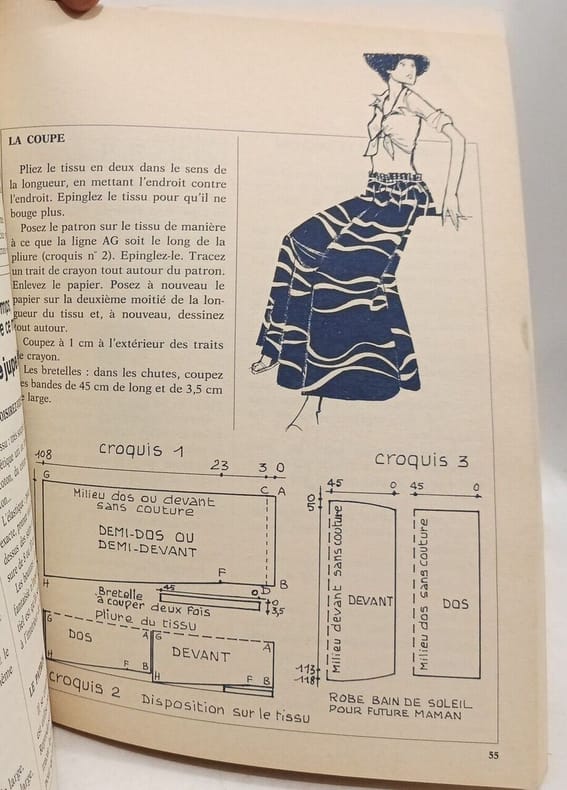 LA COUPE
Pliez le tissu en deux dans le sens de
la longueur, en mettant l'endroit contre
l'endroit. Epinglez le tissu pour qu'il ne
bouge plus.
Posez le patron sur le tissu de manière
à ce que la ligne AG soit le long de la
pliure (croquis n° 2). Epinglez-le. Tracez
un trait de crayon tout autour du patron.
Enlevez le papier. Posez à nouveau le
papier sur la deuxième moitié de la lon-
gueur du tissu et, à nouveau, dessinez
tout autour.
Coupez à 1 cm à l'extérieur des traits
de crayon.
Les bretelles : dans les chutes, coupez
es bandes de 45 cm de long et de 3,5 cm
e large.
croquis 1
108 23 3 0
G C A
Milieu dos ou devant
sans couture
DEMI-DOS OU
DEMI-DEVANT
F
H D B
Bretelle
à couper deux fois
45 0
0
3,5
Pliure du tissu
G A G A
DOS
DEVANT
H F B H F B
croquis 2 Disposition sur le tissu
croquis 3
45 0 45 0
0
5
Milieu devant sans couture
DEVANT
Milieu dos sans couture
DOS
113
118
ROBE BAIN DE SOLEIL
POUR FUTURE MAMAN
55